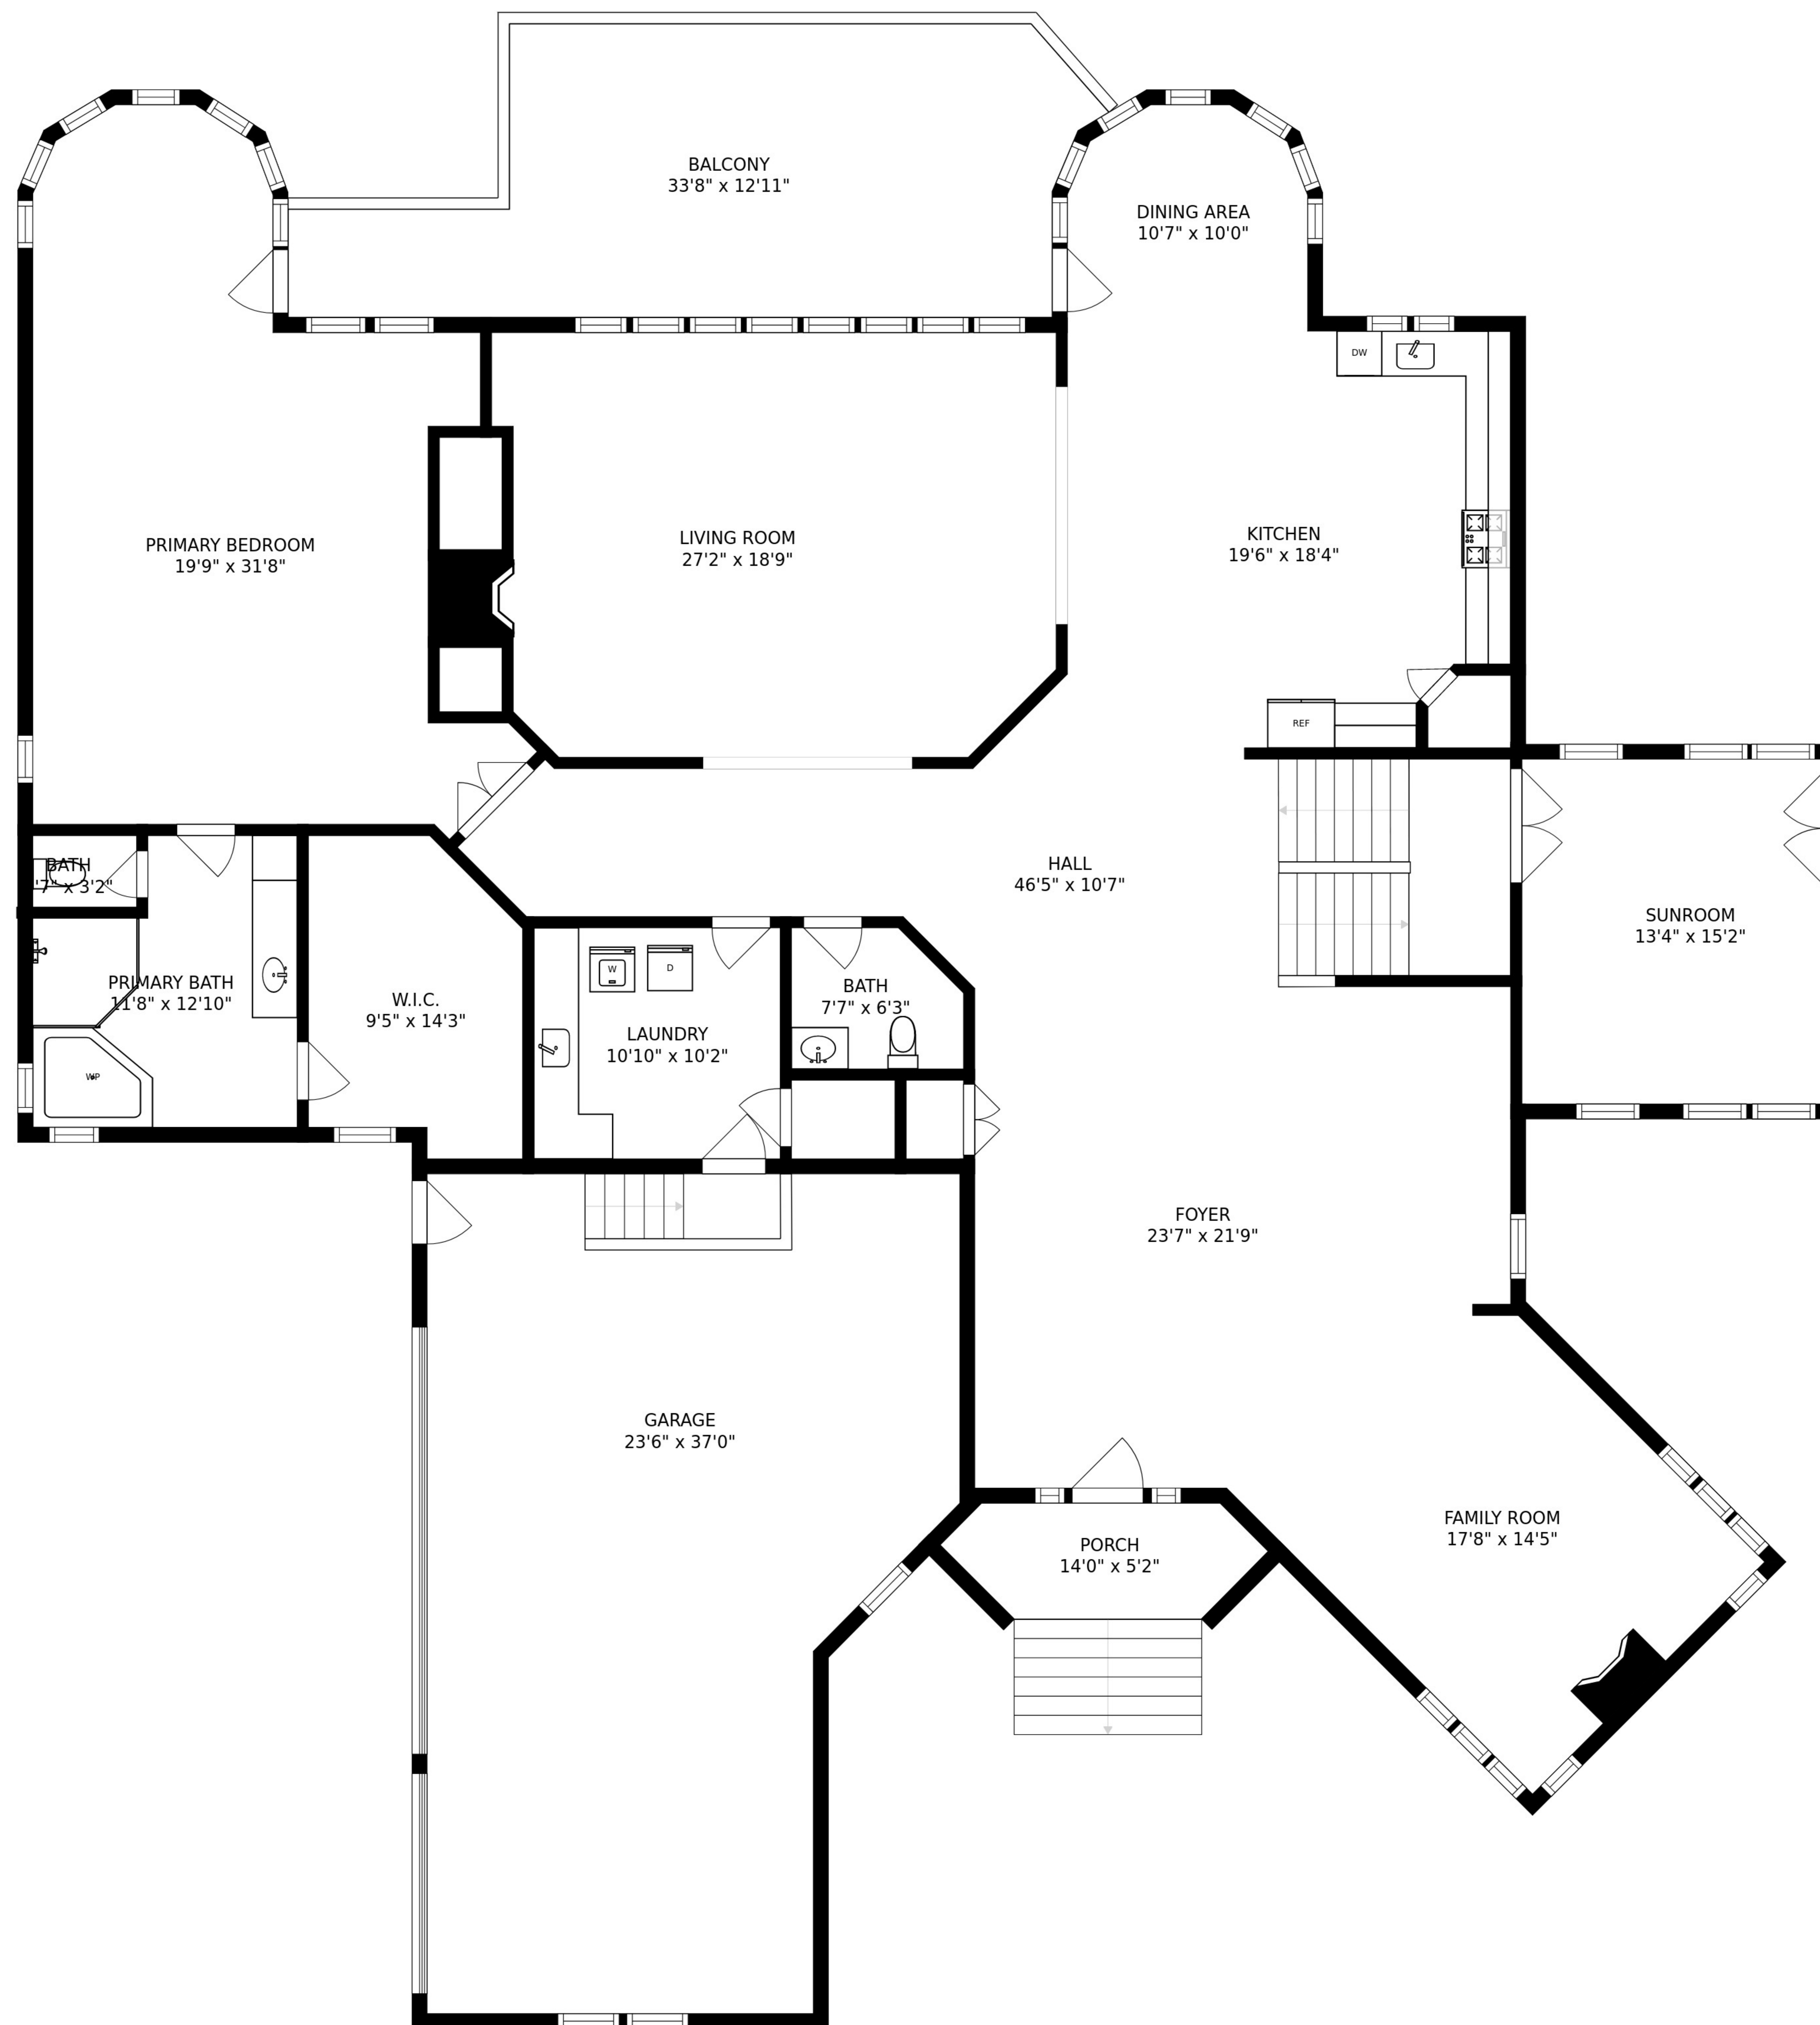 BALCONY
33'8" x 12'11"
DINING AREA
10'7" x 10'0"
DW
PRIMARY BEDROOM
19'9" x 31'8"
LIVING ROOM
27'2" x 18'9"
KITCHEN
19'6" x 18'4"
REF
BATH
'7" x 3'2"
HALL
46'5" x 10'7"
SUNROOM
13'4" x 15'2"
PRIMARY BATH
11'8" x 12'10"
W.I.C.
9'5" x 14'3"
W
D
BATH
7'7" x 6'3"
LAUNDRY
10'10" x 10'2"
WP
FOYER
23'7" x 21'9"
GARAGE
23'6" x 37'0"
FAMILY ROOM
17'8" x 14'5"
PORCH
14'0" x 5'2"